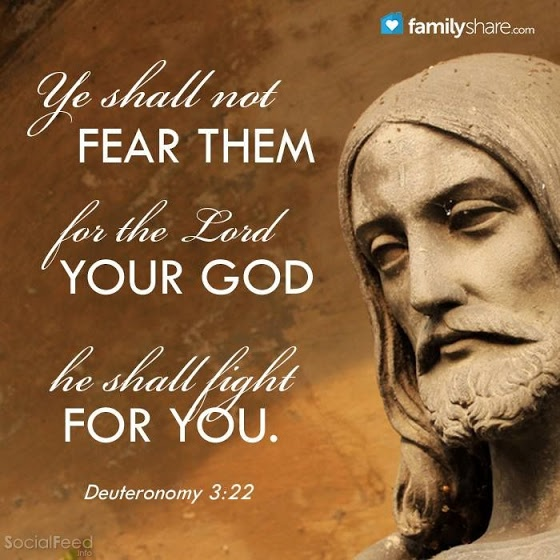 familyshare.com
Ye shall not
FEAR THEM
for the Lord
YOUR GOD
he shall fight
FOR YOU.
Deuteronomy 3:22
SocialFeed
info